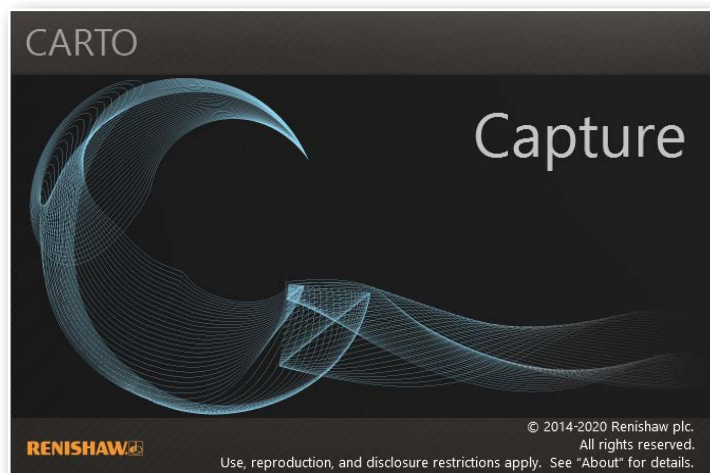 CARTO
Capture
RENISHAW
© 2014-2020 Renishaw plc.
All rights reserved.
Use, reproduction, and disclosure restrictions apply. See "About" for details.